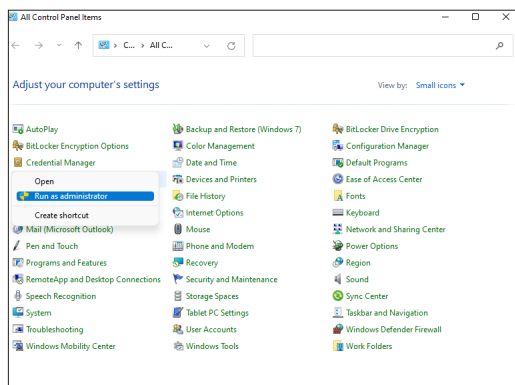 All Control Panel Items
C... All C...
Adjust your computer's settings
View by: Small icons
AutoPlay
Backup and Restore (Windows 7)
BitLocker Drive Encryption
BitLocker Encryption Options
Color Management
Configuration Manager
Credential Manager
Date and Time
Default Programs
Open
Devices and Printers
Ease of Access Center
Run as administrator
File History
Fonts
Create shortcut
Internet Options
Keyboard
Mail (Microsoft Outlook)
Mouse
Network and Sharing Center
Pen and Touch
Phone and Modem
Power Options
Programs and Features
Recovery
Region
RemoteApp and Desktop Connections
Security and Maintenance
Sound
Speech Recognition
Storage Spaces
Sync Center
System
Tablet PC Settings
Taskbar and Navigation
Troubleshooting
User Accounts
Windows Defender Firewall
Windows Mobility Center
Windows Tools
Work Folders